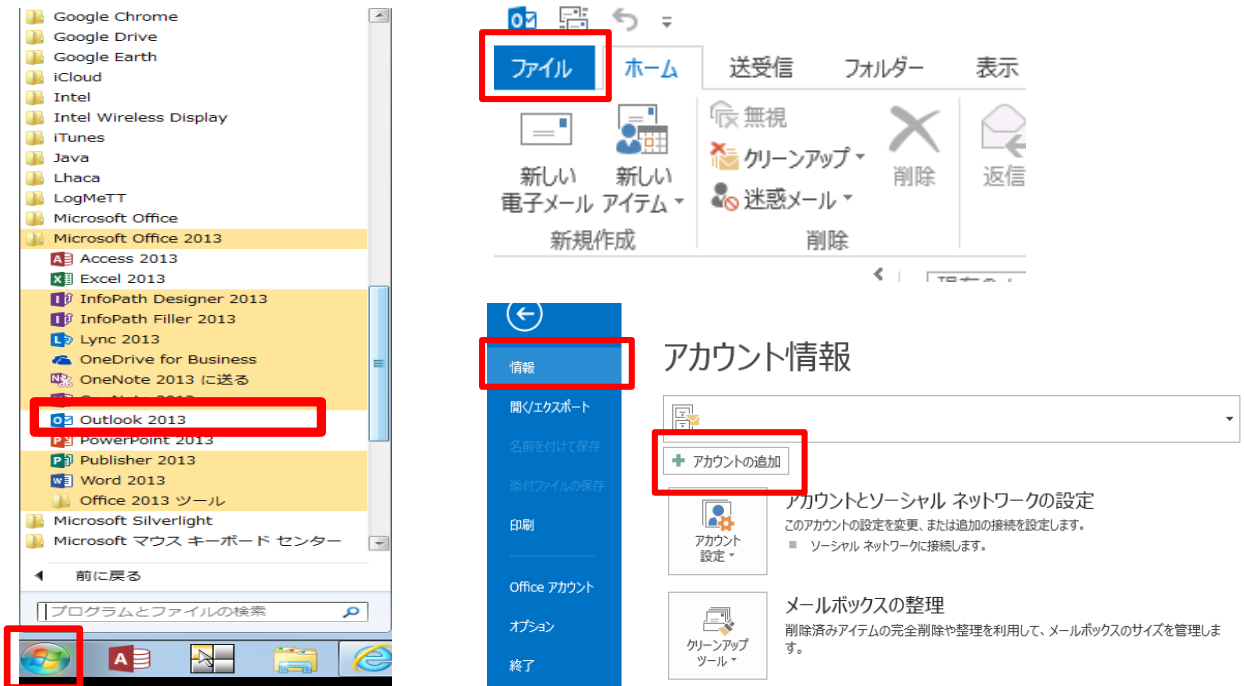 Google Chrome
Google Drive
Google Earth
iCloud
Intel
Intel Wireless Display
iTunes
Java
Lhaca
LogMeTT
Microsoft Office
Microsoft Office 2013
Access 2013
Excel 2013
InfoPath Designer 2013
InfoPath Filler 2013
Lync 2013
OneDrive for Business
OneNote 2013 に送る
Outlook 2013
PowerPoint 2013
Publisher 2013
Word 2013
Office 2013 ツール
Microsoft Silverlight
Microsoft マウス キーボード センター
前に戻る
プログラムとファイルの検索
ファイル ホーム 送受信 フォルダー 表示
新しい
電子メール
新しい
アイテム
無視
クリーンアップ
迷惑メール
削除
返信
新規作成
削除
情報
開く/エクスポート
名前を付けて保存
添付ファイルの保存
印刷
Office アカウント
オプション
終了
アカウント情報
アカウントの追加
アカウント
設定
アカウントとソーシャル ネットワークの設定
このアカウントの設定を変更、または追加の接続を設定します。
ソーシャル ネットワークに接続します。
クリーンアップ
ツール
メールボックスの整理
削除済みアイテムの完全削除や整理を利用して、メールボックスのサイズを管理しま
す。